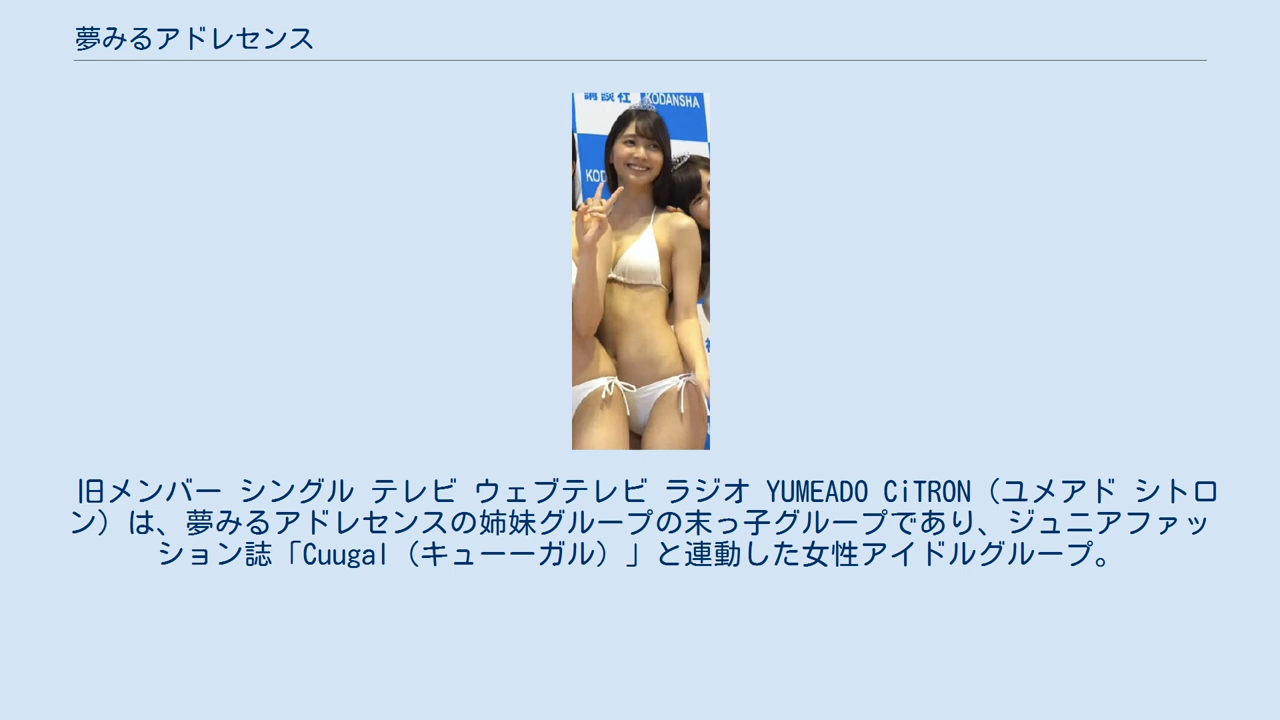 夢みるアドレセンス
講談社
KODANSHA
旧メンバー シングル テレビ ウェブテレビ ラジオ YUMEADO CiTRON（ユメアド シトロ
ン）は、夢みるアドレセンスの姉妹グループの末っ子グループであり、ジュニアファッ
ション誌「Cuugal（キューーガル）」と連動した女性アイドルグループ。